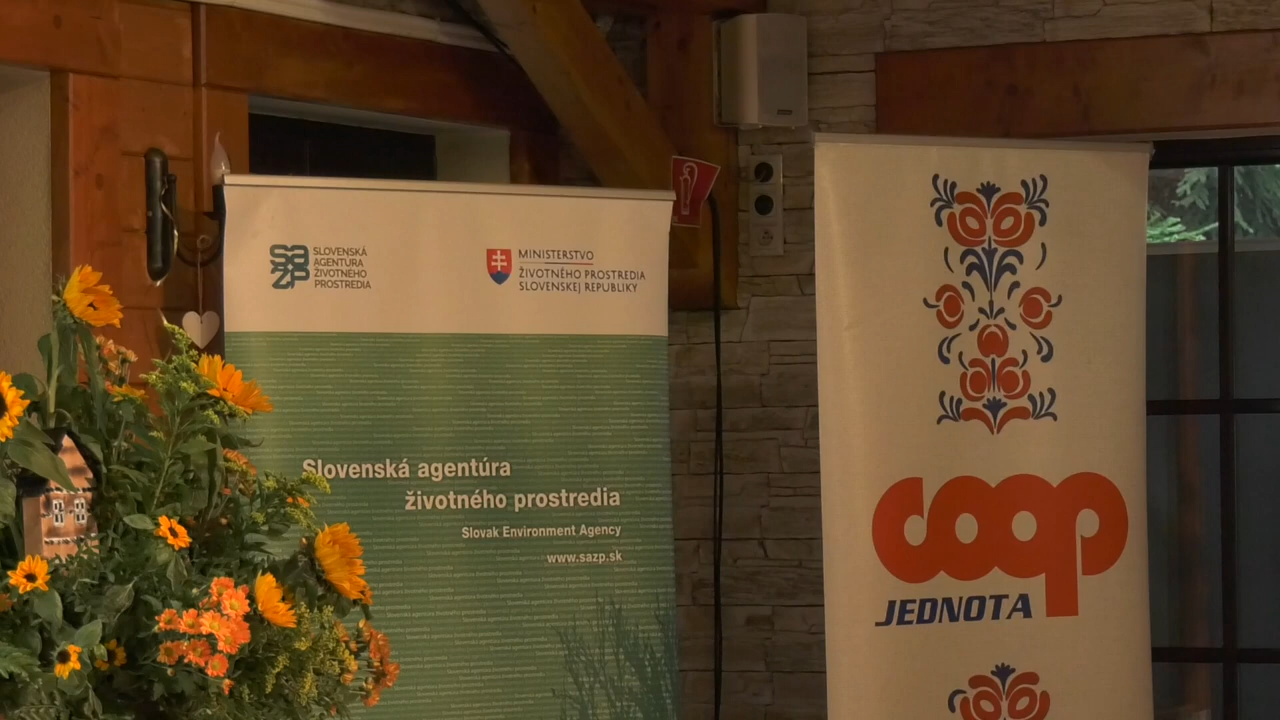 sazp
SLOVENSKÁ
AGENTÚRA
ŽIVOTNÉHO
PROSTREDIA
MINISTERSTVO
ŽIVOTNÉHO PROSTREDIA
SLOVENSKEJ REPUBLIKY
Slovenská agentúra
životného prostredia
Slovak Environment Agency
www.sazp.sk
coop
JEDNOTA